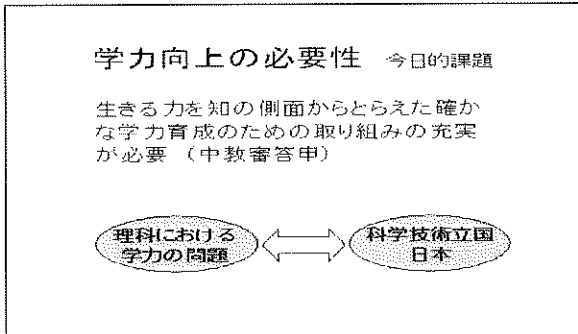 学力向上の必要性 今日的課題
生きる力を知の側面からとらえた確か
な学力育成のための取り組みの充実
が必要 （中教審答申）
理科における
学力の問題
科学技術立国
日本